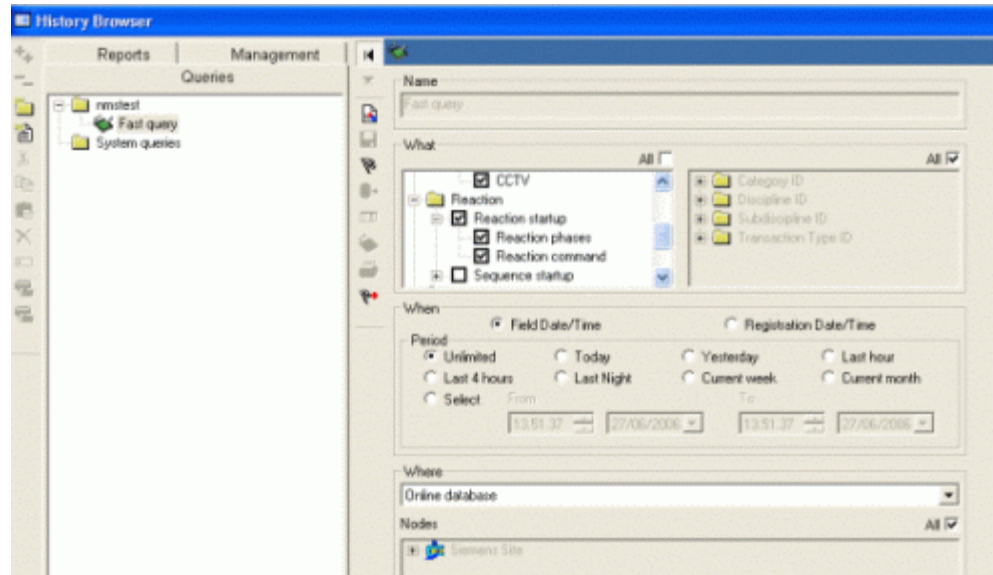 History Browser
Reports Management
Queries
nmstest
Fast query
System queries
Name
Fast query
What
All All
CCTV
Reaction
Reaction startup
Reaction phases
Reaction command
Sequence startup
Category ID
Discipline ID
Subdiscipline ID
Transaction Type ID
When
Field Date/Time Registration Date/Time
Period
Unlimited Today Yesterday Last hour
Last 4 hours Last Night Current week Current month
Select From To
13.51.37 27/06/2006 13.51.37 27/06/2006
Where
Online database
Nodes All
Siemens Site